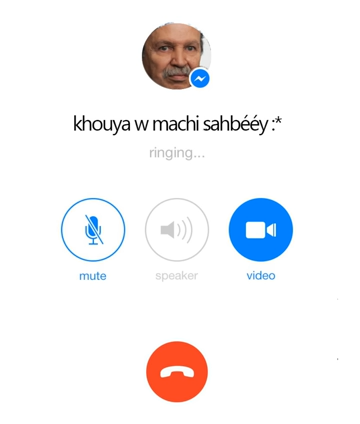 khouya w machi sahbééy :*
ringing...
mute
speaker
video